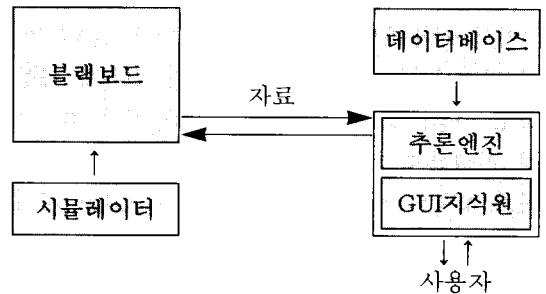 블랙보드
데이터베이스
자료
추론엔진
시뮬레이터
GUI지식원
사용자